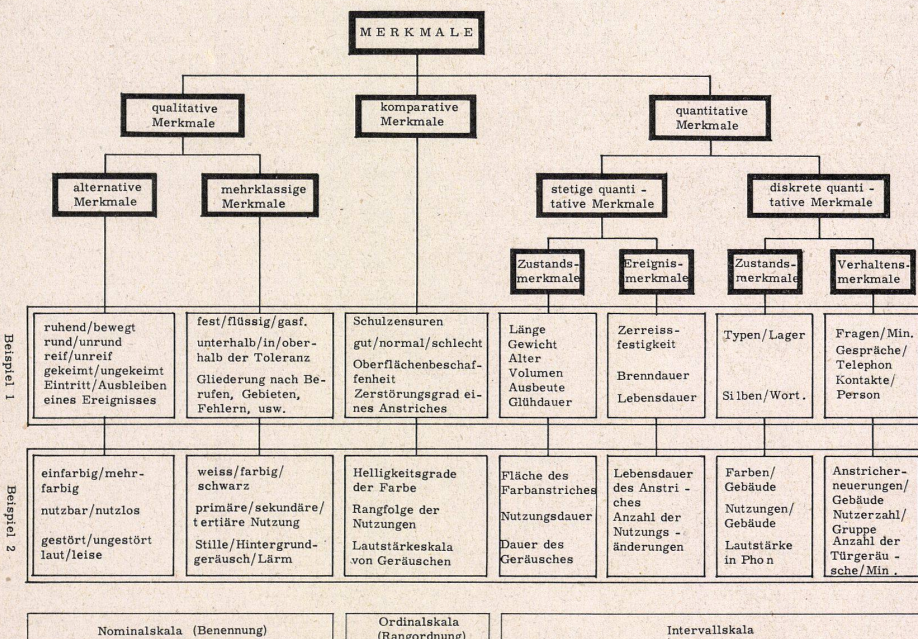 MERKMALE
qualitative
Merkmale
komparative
Merkmale
quantitative
Merkmale
alternative
Merkmale
mehrklassige
Merkmale
stetige quanti -
tative Merkmale
diskrete quanti -
tative Merkmale
Zustands-
merkmale
Ereignis-
merkmale
Zustands-
merkmale
Verhaltens-
merkmale
Beispiel 1
ruhend/bewegt
rund/unrund
reif/unreif
gekeimt/ungekeimt
Eintritt/Ausbleiben
eines Ereignisses
fest/flüssig/gasf.
unterhalb/in/ober-
halb der Toleranz
Gliederung nach Be-
rufen, Gebieten,
Fehlern, usw.
Schulzensuren
gut/normal/schlecht
Oberflächenbeschaf-
fenheit
Zerstörungsgrad ei-
nes Anstriches
Länge
Gewicht
Alter
Volumen
Ausbeute
Glühdauer
Zerreiss-
festigkeit
Brenndauer
Lebensdauer
Typen/Lager
Silben/Wort.
Fragen/Min.
Gespräche/
Telephon
Kontakte/
Person
Beispiel 2
einfarbig/mehr-
farbig
nutzbar/nutzlos
gestört/ungestört
laut/leise
weiss/farbig/
schwarz
primäre/sekundäre/
tertiäre Nutzung
Stille/Hintergrund-
geräusch/Lärm
Helligkeitsgrade
der Farbe
Rangfolge der
Nutzungen
Lautstärkeskala
von Geräuschen
Fläche des
Farbanstriches
Nutzungsdauer
Dauer des
Geräusches
Lebensdauer
des Anstri -
ches
Anzahl der
Nutzungs -
änderungen
Farben/
Gebäude
Nutzungen/
Gebäude
Lautstärke
in Phon
Anstricher-
neuerungen/
Gebäude
Nutzerzahl/
Gruppe
Anzahl der
Türgeräu -
sche/Min.
Nominalskala (Benennung)
Ordinalskala
(Rangordnung)
Intervallskala